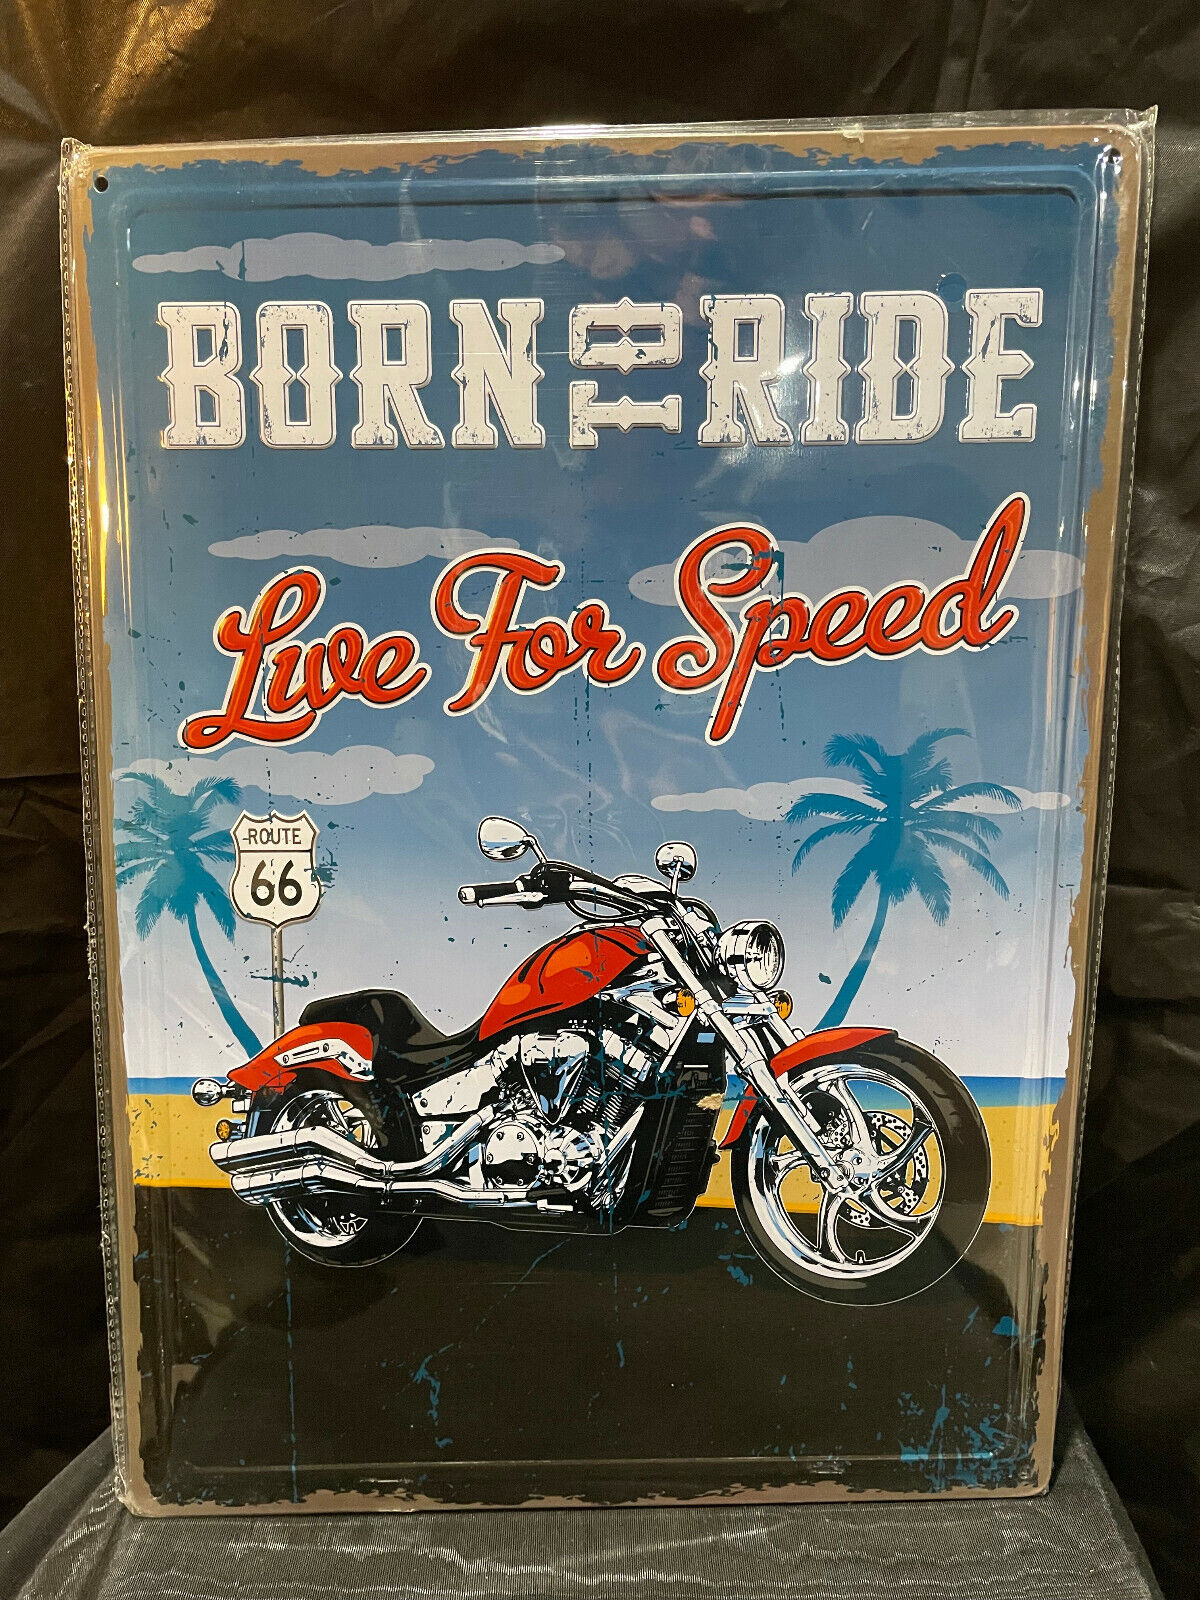 BORN TO RIDE
Live For Speed
ROUTE
66